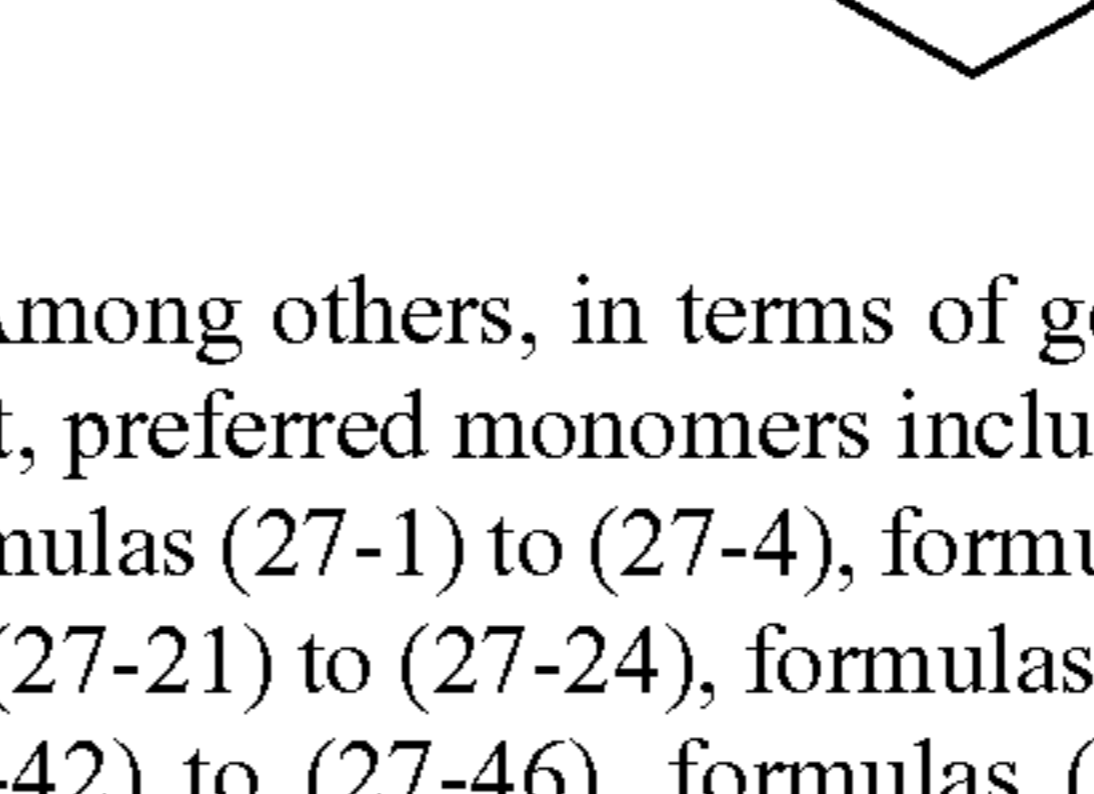 Among others, in terms of
t, preferred monomers inclu
mulas (27-1) to (27-4), formu
(27-21) to (27-24), formulas
-42) to (27-46), formulas (